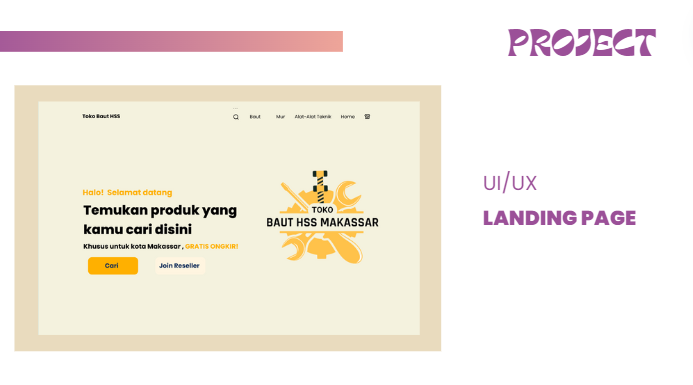 PROJECT
Toko Baut HSS
Baut Mur Alat-Alat Teknik Home
Halo! Selamat datang
Temukan produk yang
kamu cari disini
Khusus untuk kota Makassar, GRATIS ONGKIR!
Cari Join Reseller
TOKO
BAUT HSS MAKASSAR
UI/UX
LANDING PAGE